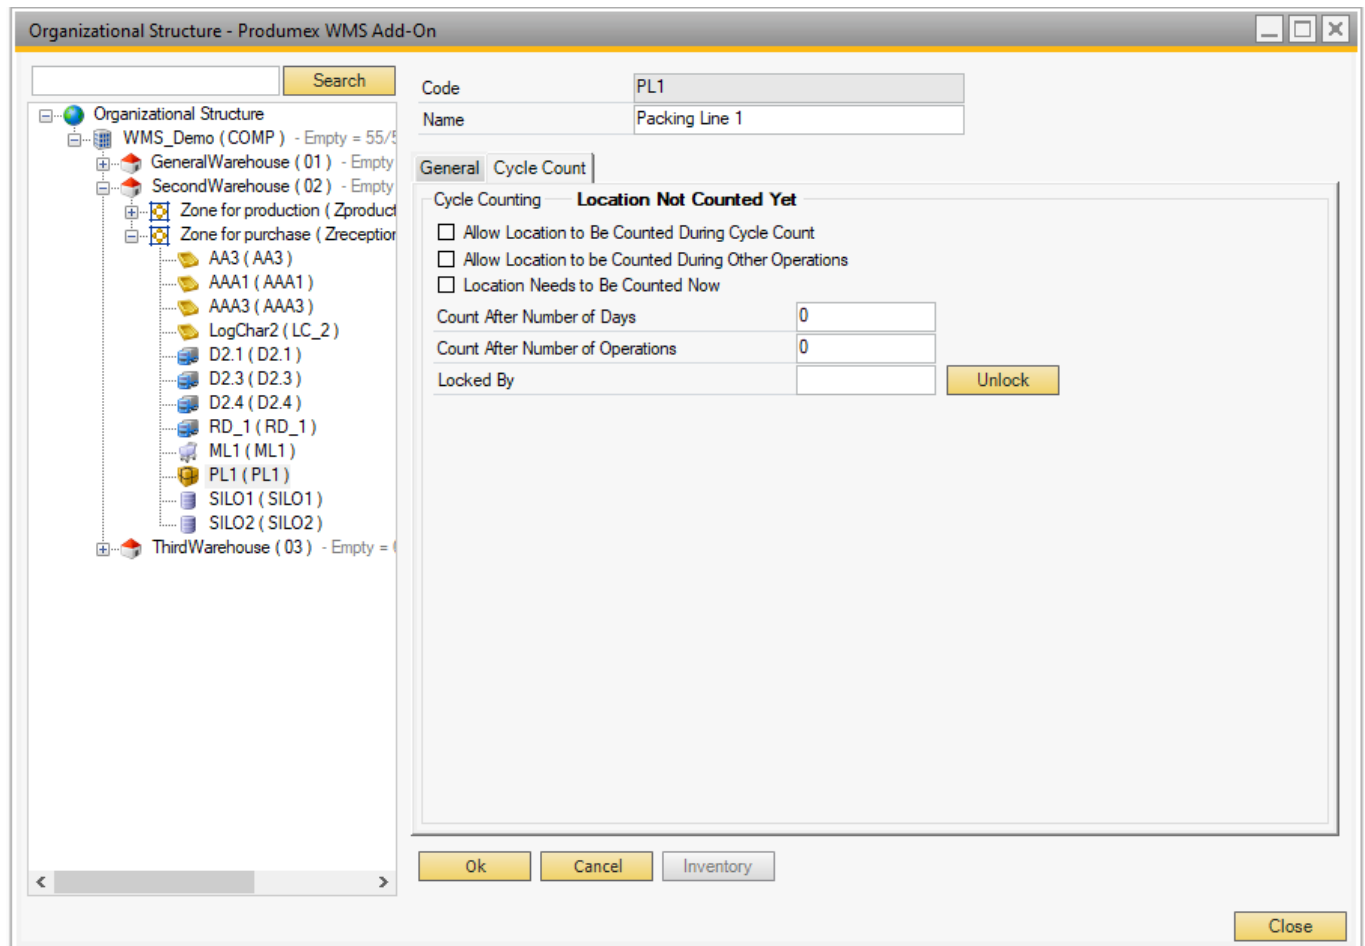 Organizational Structure - Produmex WMS Add-On
Search
Organizational Structure
WMS_Demo ( COMP ) - Empty = 55/
GeneralWarehouse ( 01 ) - Empty
SecondWarehouse ( 02 ) - Empty
Zone for production ( Zproduct
Zone for purchase ( Zreception
AA3 ( AA3 )
AAA1 ( AAA1 )
AAA3 ( AAA3 )
LogChar2 ( LC_2 )
D2.1 ( D2.1 )
D2.3 ( D2.3 )
D2.4 ( D2.4 )
RD_1 ( RD_1 )
ML1 ( ML1 )
PL1 ( PL1 )
SILO1 ( SILO1 )
SILO2 ( SILO2 )
ThirdWarehouse ( 03 ) - Empty =
Code PL1
Name Packing Line 1
General Cycle Count
Cycle Counting Location Not Counted Yet
Allow Location to Be Counted During Cycle Count
Allow Location to be Counted During Other Operations
Location Needs to Be Counted Now
Count After Number of Days 0
Count After Number of Operations 0
Locked By Unlock
Ok Cancel Inventory
Close